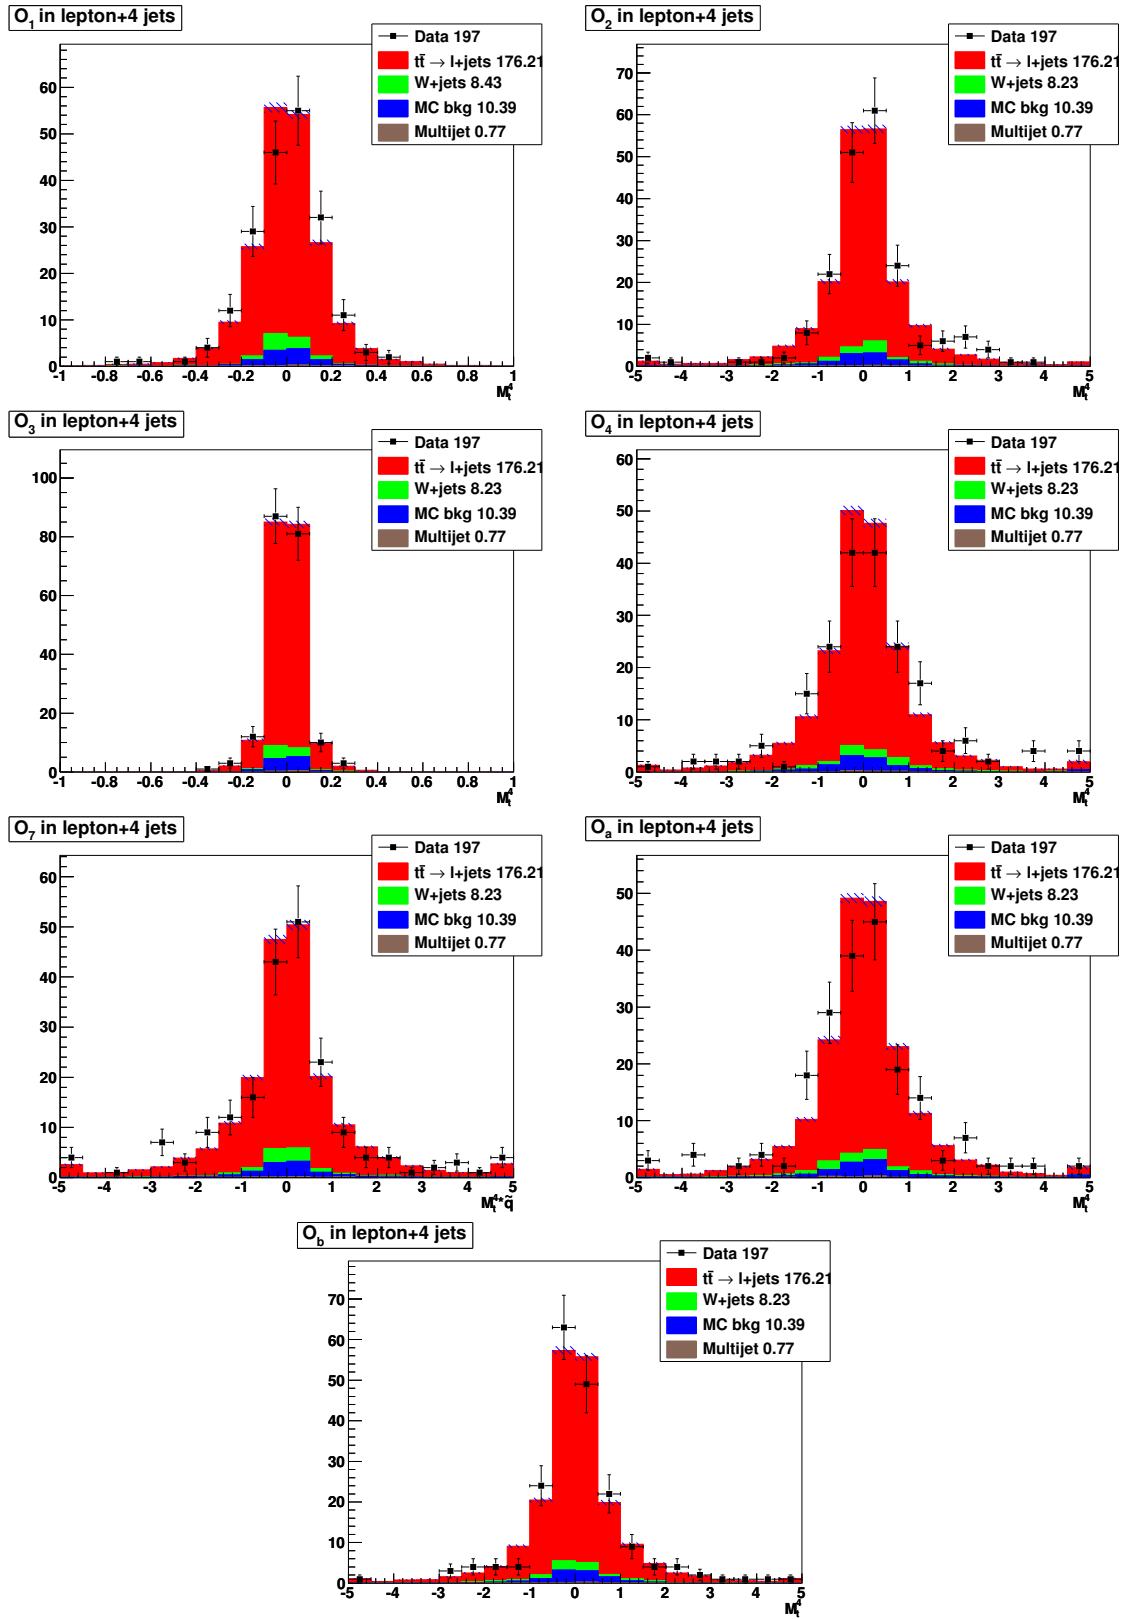 O1 in lepton+4 jets
Data 197
tt̄ → l+jets 176.21
W+jets 8.43
MC bkg 10.39
Multijet 0.77
60
50
40
30
20
10
0
-1 -0.8 -0.6 -0.4 -0.2 0 0.2 0.4 0.6 0.8 1
M_t^4
O2 in lepton+4 jets
Data 197
tt̄ → l+jets 176.21
W+jets 8.23
MC bkg 10.39
Multijet 0.77
70
60
50
40
30
20
10
0
-5 -4 -3 -2 -1 0 1 2 3 4 5
M_t^4
O3 in lepton+4 jets
Data 197
tt̄ → l+jets 176.21
W+jets 8.23
MC bkg 10.39
Multijet 0.77
100
80
60
40
20
0
-1 -0.8 -0.6 -0.4 -0.2 0 0.2 0.4 0.6 0.8 1
M_t^4
O4 in lepton+4 jets
Data 197
tt̄ → l+jets 176.21
W+jets 8.23
MC bkg 10.39
Multijet 0.77
60
50
40
30
20
10
0
-5 -4 -3 -2 -1 0 1 2 3 4 5
M_t^4
O7 in lepton+4 jets
Data 197
tt̄ → l+jets 176.21
W+jets 8.23
MC bkg 10.39
Multijet 0.77
60
50
40
30
20
10
0
-5 -4 -3 -2 -1 0 1 2 3 4 5
M_t^4*q̃
Oa in lepton+4 jets
Data 197
tt̄ → l+jets 176.21
W+jets 8.23
MC bkg 10.39
Multijet 0.77
50
40
30
20
10
0
-5 -4 -3 -2 -1 0 1 2 3 4 5
M_t^4
Ob in lepton+4 jets
Data 197
tt̄ → l+jets 176.21
W+jets 8.23
MC bkg 10.39
Multijet 0.77
70
60
50
40
30
20
10
0
-5 -4 -3 -2 -1 0 1 2 3 4 5
M_t^4